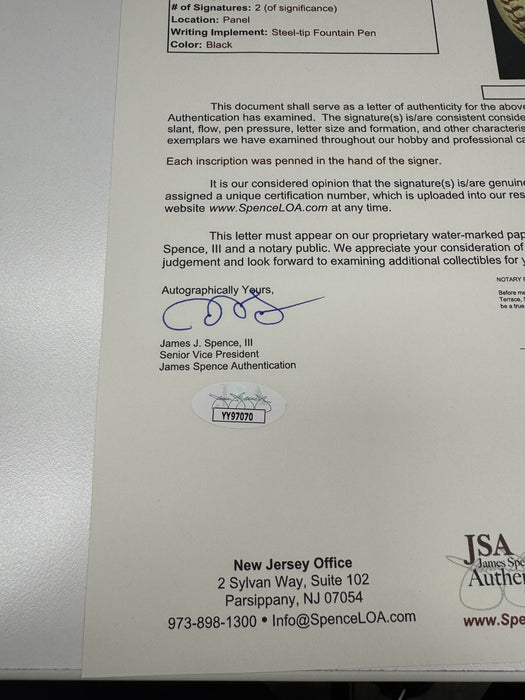 # of Signatures: 2 (of significance)
Location: Panel
Writing Implement: Steel-tip Fountain Pen
Color: Black
This document shall serve as a letter of authenticity for the above
Authentication has examined. The signature(s) is/are consistent conside
slant, flow, pen pressure, letter size and formation, and other characteris
exemplars we have examined throughout our hobby and professional ca
Each inscription was penned in the hand of the signer.
It is our considered opinion that the signature(s) is/are genuin
assigned a unique certification number, which is uploaded into our res
website www.SpenceLOA.com at any time.
This letter must appear on our proprietary water-marked pap
Spence, III and a notary public. We appreciate your consideration of
judgement and look forward to examining additional collectibles for y
NOTARY
Before me
Terrace,
be a true
Autographically Yours,
James J. Spence, III
Senior Vice President
James Spence Authentication
YY97070
New Jersey Office
2 Sylvan Way, Suite 102
Parsippany, NJ 07054
973-898-1300 • Info@SpenceLOA.com
JSA
James Spe
Authe
www.Spe